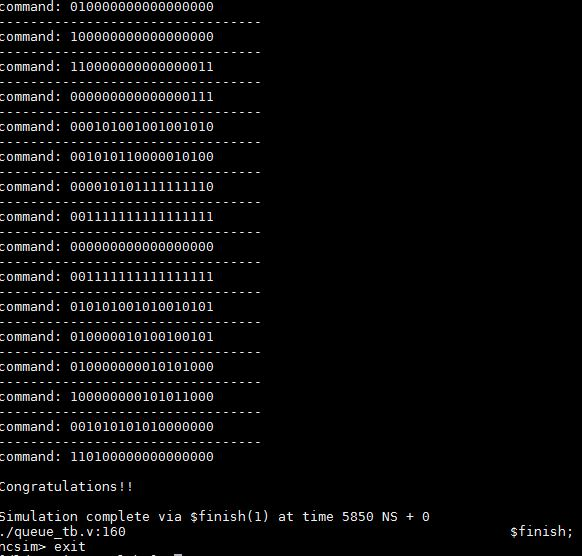 command: 010000000000000000
---------------------------------
command: 100000000000000000
---------------------------------
command: 110000000000000011
---------------------------------
command: 000000000000000111
---------------------------------
command: 000101001001001010
---------------------------------
command: 001010110000010100
---------------------------------
command: 000010101111111110
---------------------------------
command: 001111111111111111
---------------------------------
command: 000000000000000000
---------------------------------
command: 001111111111111111
---------------------------------
command: 010101001010010101
---------------------------------
command: 010000010100100101
---------------------------------
command: 010000000010101000
---------------------------------
command: 100000000101011000
---------------------------------
command: 001010101010000000
---------------------------------
command: 110100000000000000
Congratulations!!
Simulation complete via $finish(1) at time 5850 NS + 0
./queue_tb.v:160                                                $finish;
ncsim> exit